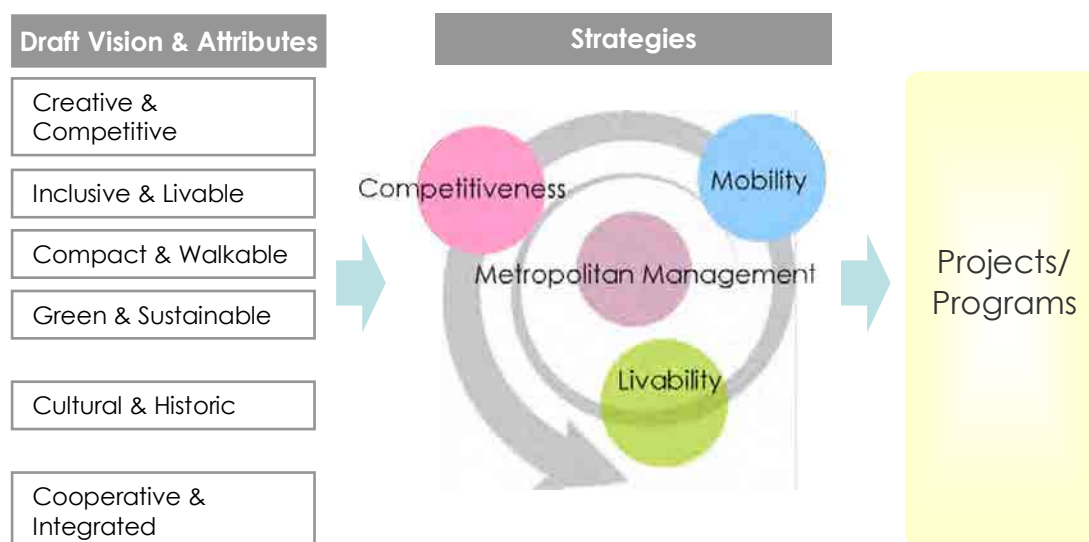 Draft Vision & Attributes
Creative &
Competitive
Inclusive & Livable
Compact & Walkable
Green & Sustainable
Cultural & Historic
Cooperative &
Integrated
Strategies
Competitiveness
Mobility
Metropolitan Management
Livability
Projects/
Programs